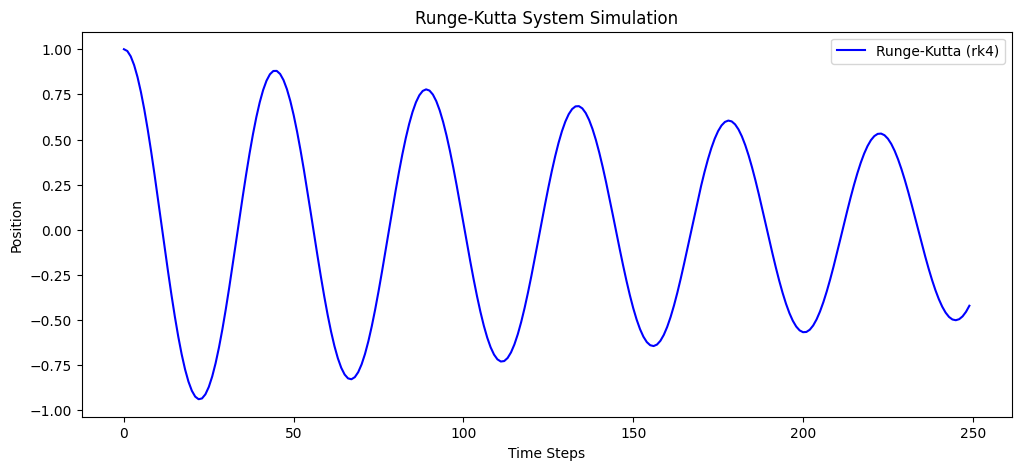 Runge-Kutta System Simulation
Runge-Kutta (rk4)
1.00
0.75
0.50
0.25
0.00
−0.25
−0.50
−0.75
−1.00
Position
0 50 100 150 200 250
Time Steps